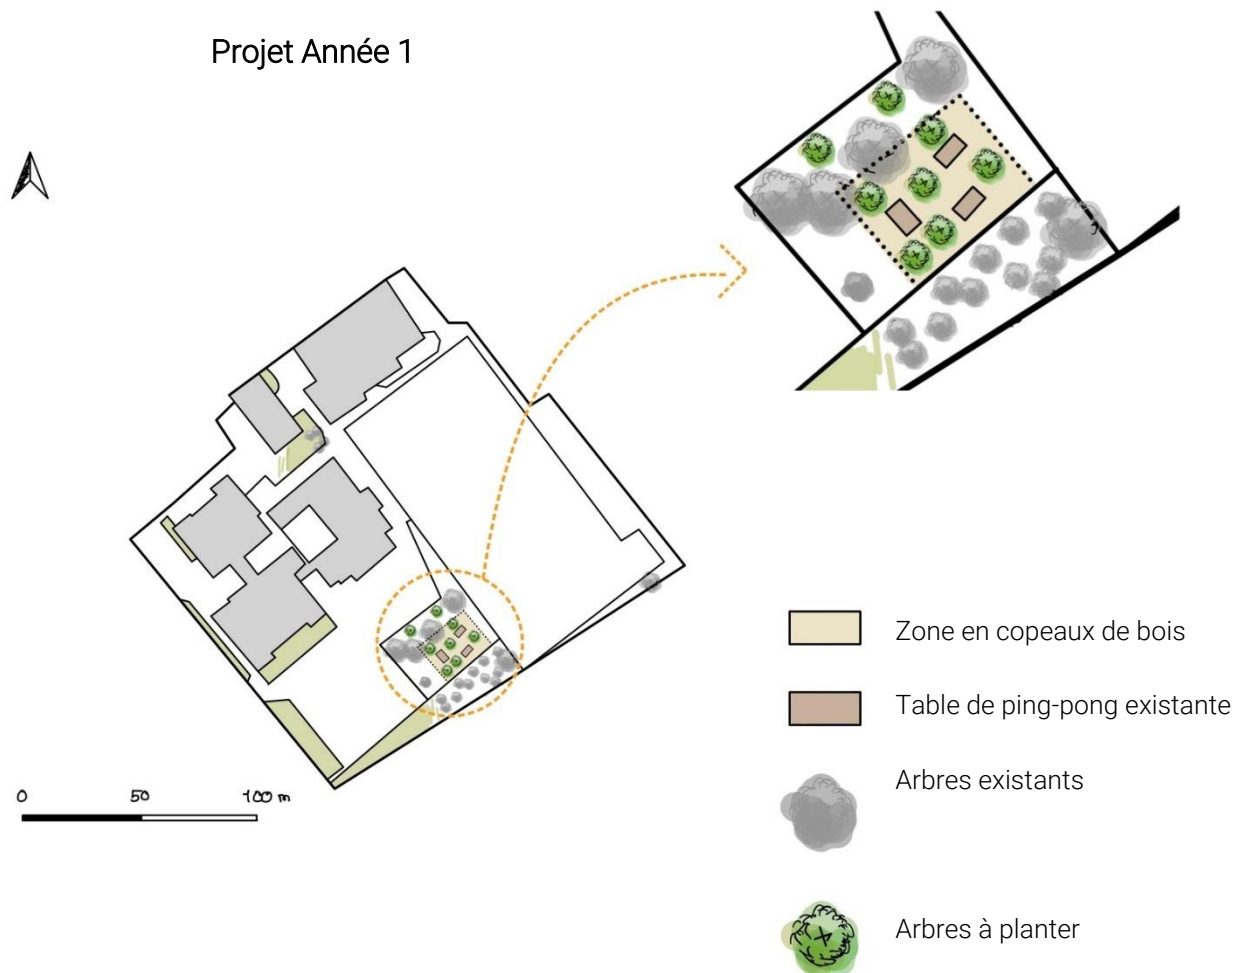 Projet Année 1
0 50 100 m
Zone en copeaux de bois
Table de ping-pong existante
Arbres existants
Arbres à planter